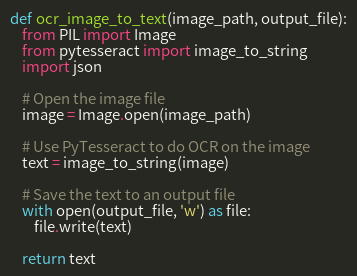 def ocr_image_to_text(image_path, output_file):
    from PIL import Image
    from pytesseract import image_to_string
    import json

    # Open the image file
    image = Image.open(image_path)

    # Use PyTesseract to do OCR on the image
    text = image_to_string(image)

    # Save the text to an output file
    with open(output_file, 'w') as file:
        file.write(text)

    return text